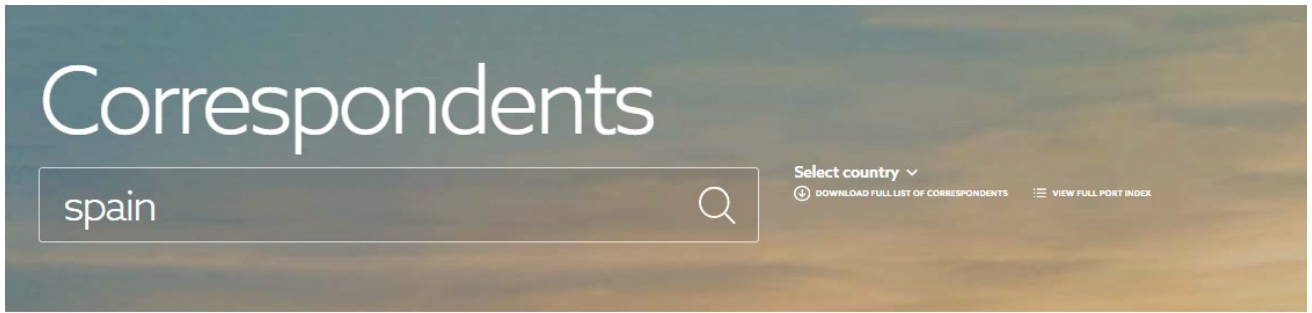 Correspondents
spain
Select country
DOWNLOAD FULL LIST OF CORRESPONDENTS
VIEW FULL PORT INDEX